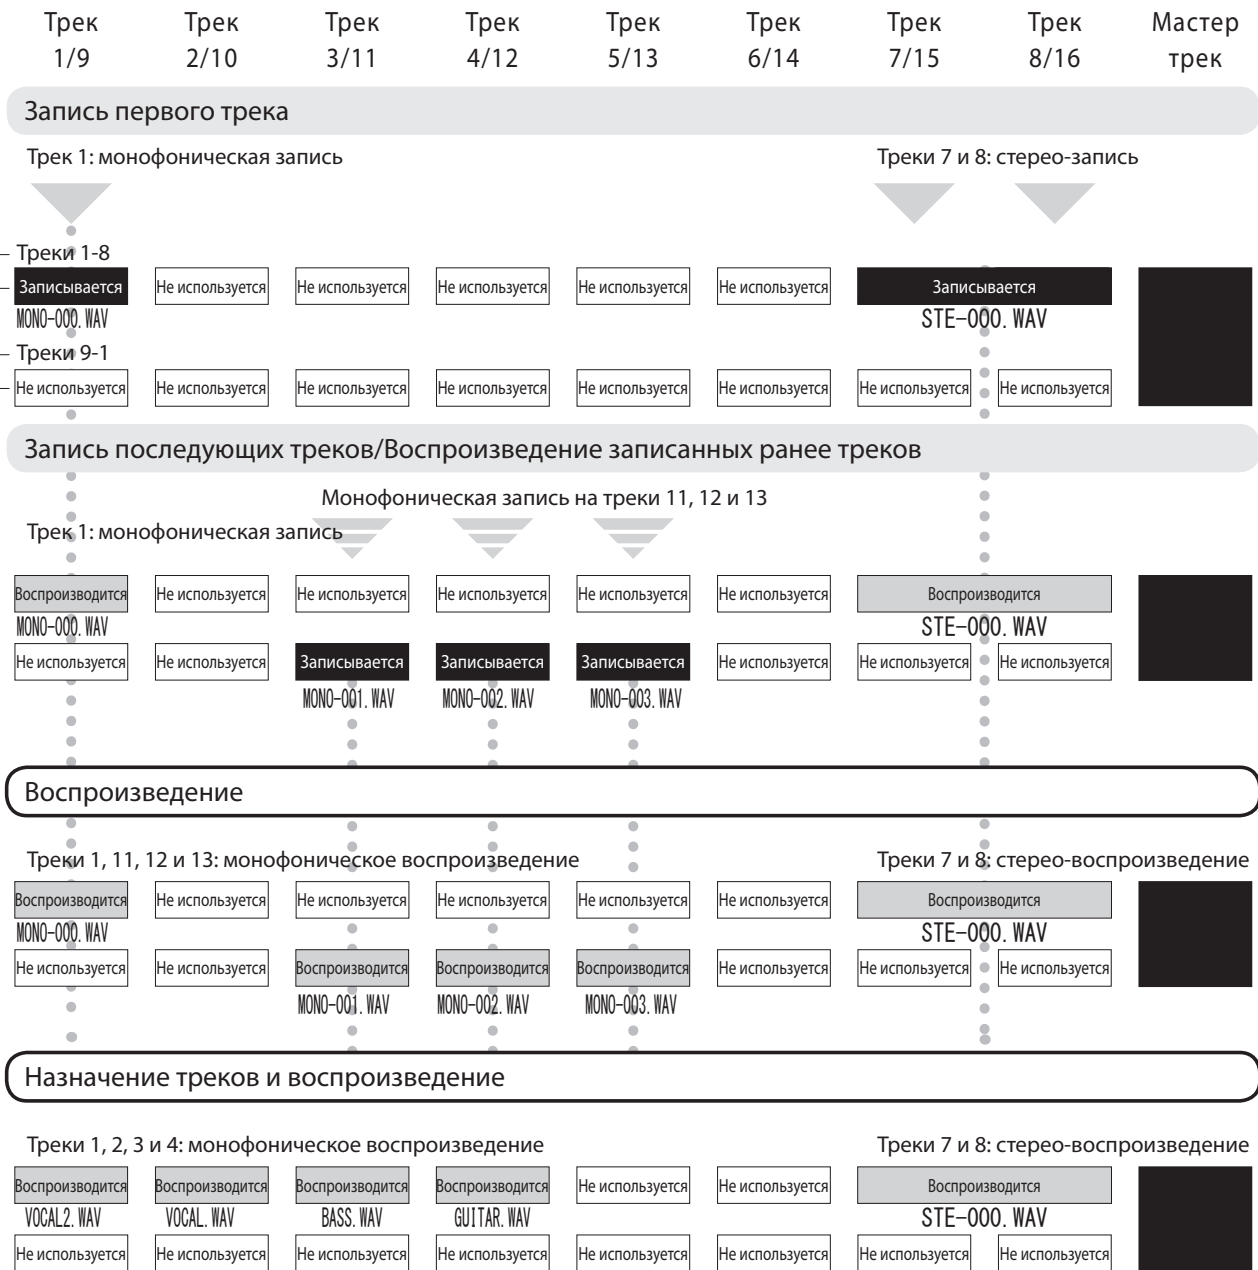 Трек Трек Трек Трек Трек Трек Трек Трек Мастер
1/9 2/10 3/11 4/12 5/13 6/14 7/15 8/16 трек
Запись первого трека
Трек 1: монофоническая запись Треки 7 и 8: стерео-запись
Треки 1-8
Записывается Не используется Не используется Не используется Не используется Не используется Записывается
MONO-000.WAV STE-000.WAV
Треки 9-1
Не используется Не используется Не используется Не используется Не используется Не используется Не используется Не используется
Запись последующих треков/Воспроизведение записанных ранее треков
Монофоническая запись на треки 11, 12 и 13
Трек 1: монофоническая запись
Воспроизводится Не используется Не используется Не используется Не используется Не используется Воспроизводится
MONO-000.WAV STE-000.WAV
Не используется Не используется Записывается Записывается Записывается Не используется Не используется Не используется
MONO-001.WAV MONO-002.WAV MONO-003.WAV
Воспроизведение
Треки 1, 11, 12 и 13: монофоническое воспроизведение Треки 7 и 8: стерео-воспроизведение
Воспроизводится Не используется Не используется Не используется Не используется Не используется Воспроизводится
MONO-000.WAV STE-000.WAV
Не используется Не используется Воспроизводится Воспроизводится Воспроизводится Не используется Не используется Не используется
MONO-001.WAV MONO-002.WAV MONO-003.WAV
Назначение треков и воспроизведение
Треки 1, 2, 3 и 4: монофоническое воспроизведение Треки 7 и 8: стерео-воспроизведение
Воспроизводится Воспроизводится Воспроизводится Воспроизводится Не используется Не используется Воспроизводится
VOCAL2.WAV VOCAL.WAV BASS.WAV GUITAR.WAV STE-000.WAV
Не используется Не используется Не используется Не используется Не используется Не используется Не используется Не используется